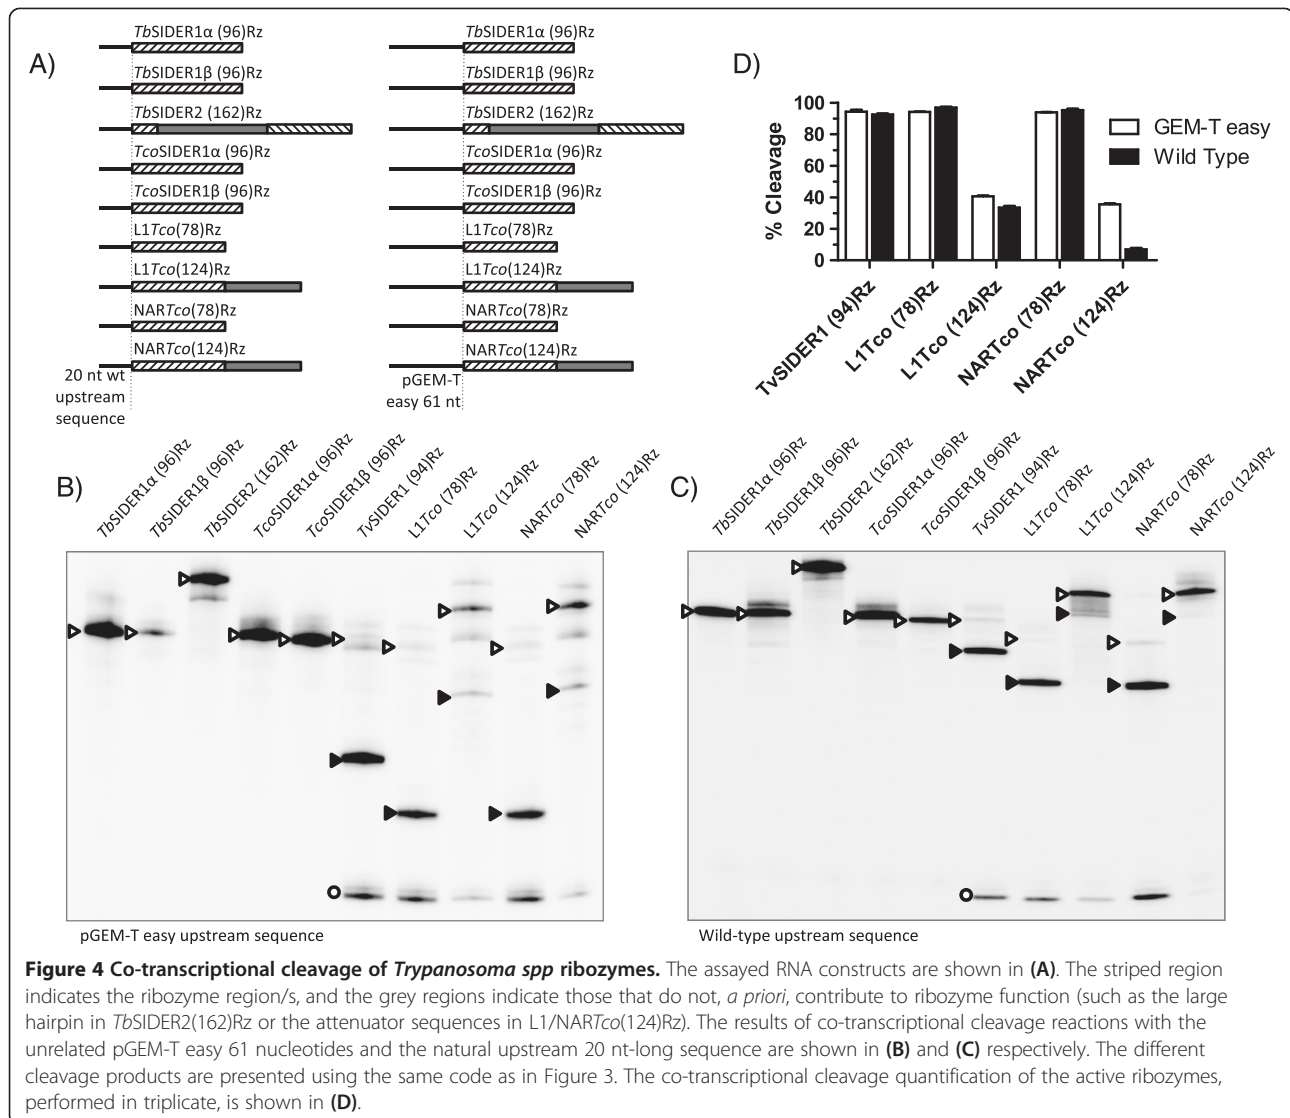 A)
TbSIDER1α (96)Rz
TbSIDER1β (96)Rz
TbSIDER2 (162)Rz
TcoSIDER1α (96)Rz
TcoSIDER1β (96)Rz
L1Tco(78)Rz
L1Tco(124)Rz
NARTco(78)Rz
NARTco(124)Rz
20 nt wt
upstream
sequence
TbSIDER1α (96)Rz
TbSIDER1β (96)Rz
TbSIDER2 (162)Rz
TcoSIDER1α (96)Rz
TcoSIDER1β (96)Rz
L1Tco(78)Rz
L1Tco(124)Rz
NARTco(78)Rz
NARTco(124)Rz
pGEM-T
easy 61 nt
D)
% Cleavage
100
80
60
40
20
0
GEM-T easy
Wild Type
TvSIDER1 (94)Rz
L1Tco (78)Rz
L1Tco (124)Rz
NARTco (78)Rz
NARTco (124)Rz
B)
TbSIDER1α (96)Rz
TbSIDER1β (96)Rz
TbSIDER2 (162)Rz
TcoSIDER1α (96)Rz
TcoSIDER1β (96)Rz
TvSIDER1 (94)Rz
L1Tco (78)Rz
L1Tco (124)Rz
NARTco (78)Rz
NARTco (124)Rz
pGEM-T easy upstream sequence
C)
TbSIDER1α (96)Rz
TbSIDER1β (96)Rz
TbSIDER2 (162)Rz
TcoSIDER1α (96)Rz
TcoSIDER1β (96)Rz
TvSIDER1 (94)Rz
L1Tco (78)Rz
L1Tco (124)Rz
NARTco (78)Rz
NARTco (124)Rz
Wild-type upstream sequence
Figure 4 Co-transcriptional cleavage of Trypanosoma spp ribozymes. The assayed RNA constructs are shown in (A). The striped region
indicates the ribozyme region/s, and the grey regions indicate those that do not, a priori, contribute to ribozyme function (such as the large
hairpin in TbSIDER2(162)Rz or the attenuator sequences in L1/NARTco(124)Rz). The results of co-transcriptional cleavage reactions with the
unrelated pGEM-T easy 61 nucleotides and the natural upstream 20 nt-long sequence are shown in (B) and (C) respectively. The different
cleavage products are presented using the same code as in Figure 3. The co-transcriptional cleavage quantification of the active ribozymes,
performed in triplicate, is shown in (D).